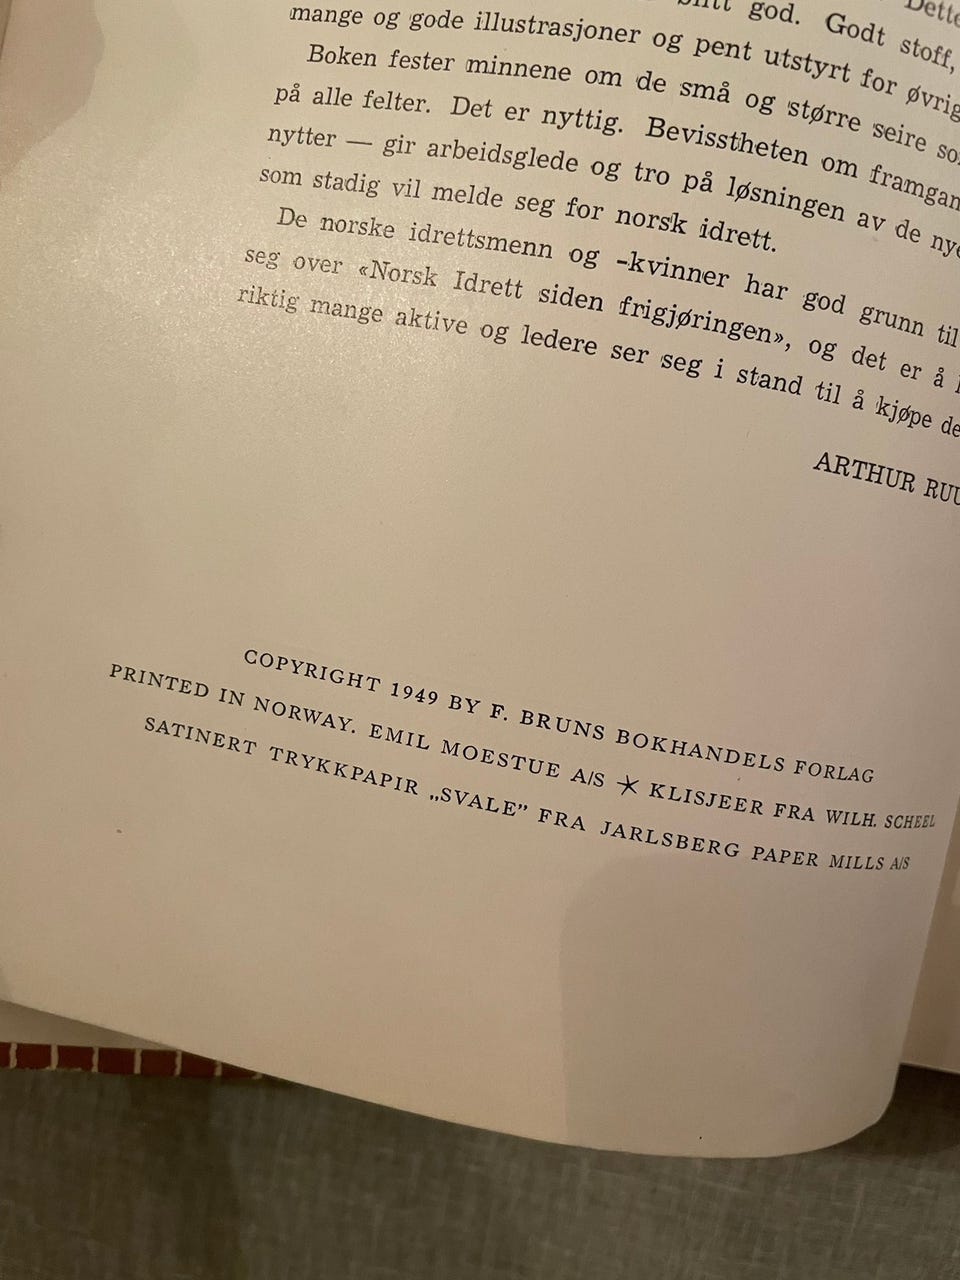 god. Godt stoff,
mange og gode illustrasjoner og pent utstyrt for øvrig
Boken fester minnene om de små og større seire
på alle felter. Det er nyttig. Bevisstheten om
nytter — gir arbeidsglede og tro på løsningen av de
som stadig vil melde seg for norsk idrett.
De norske idrettsmenn og -kvinner har god grunn til
seg over «Norsk Idrett siden frigjøringen», og det er å
riktig mange aktive og ledere ser seg i stand til å kjøpe
ARTHUR
COPYRIGHT 1949 BY F. BRUNS BOKHANDELS FORLAG
PRINTED IN NORWAY. EMIL MOESTUE A/S ★ KLISJEER FRA WILH. SCHEEL
SATINERT TRYKKPAPIR „SVALE” FRA JARLSBERG PAPER MILLS A/S